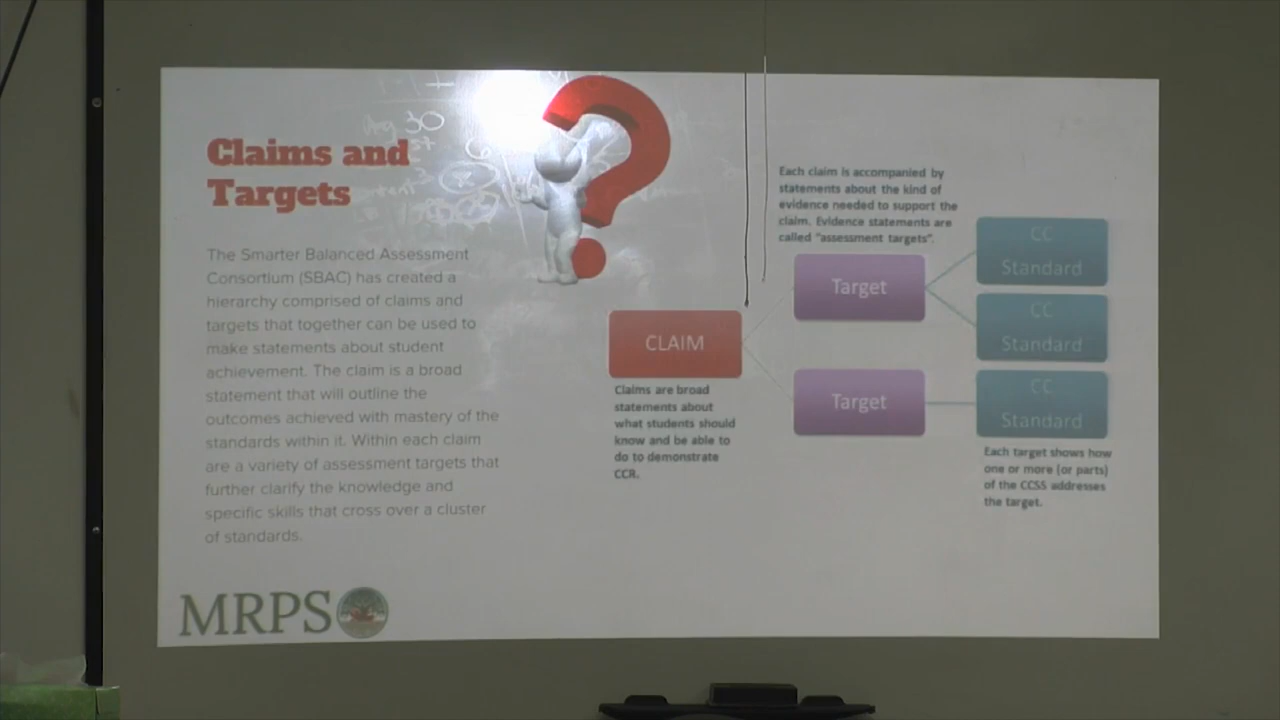 Claims and
Targets
The Smarter Balanced Assessment
Consortium (SBAC) has created a
hierarchy comprised of claims and
targets that together can be used to
make statements about student
achievement. The claim is a broad
statement that will outline the
outcomes achieved with mastery of the
standards within it. Within each claim
are a variety of assessment targets that
further clarify the knowledge and
specific skills that cross over a cluster
of standards.
MRPS
30
CLAIM
Claims are broad
statements about
what students should
know and be able to
do to demonstrate
CCR.
Each claim is accompanied by
statements about the kind of
evidence needed to support the
claim. Evidence statements are
called "assessment targets".
Target
Target
CC
Standard
CC
Standard
CC
Standard
Each target shows how
one or more (or parts)
of the CCSS addresses
the target.